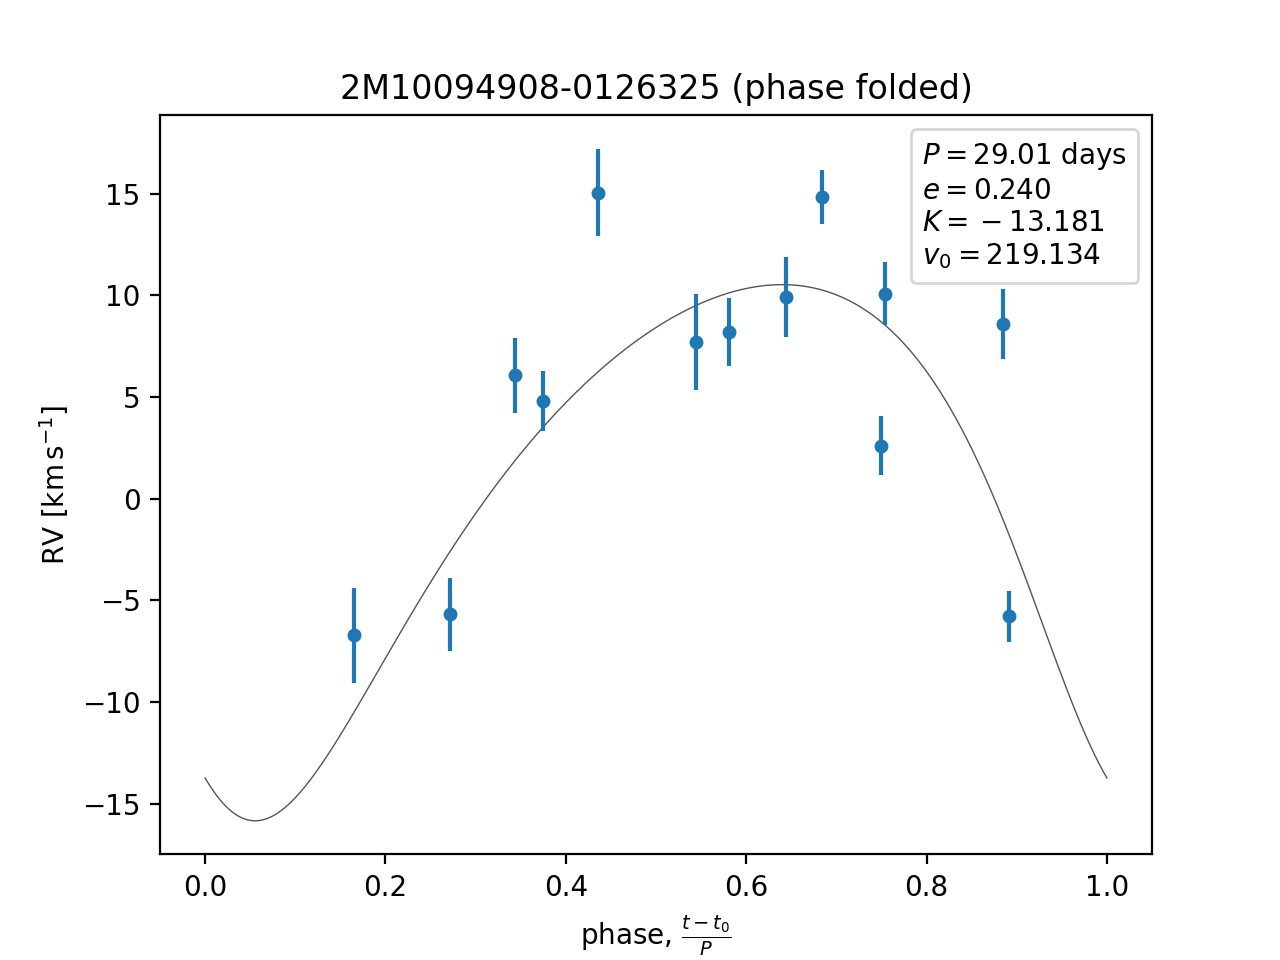 2M10094908-0126325 (phase folded)
P = 29.01 days
e = 0.240
K = −13.181
v₀ = 219.134
15
10
5
0
−5
−10
−15
RV [km s⁻¹]
0.0 0.2 0.4 0.6 0.8 1.0
phase, (t − t₀)/P